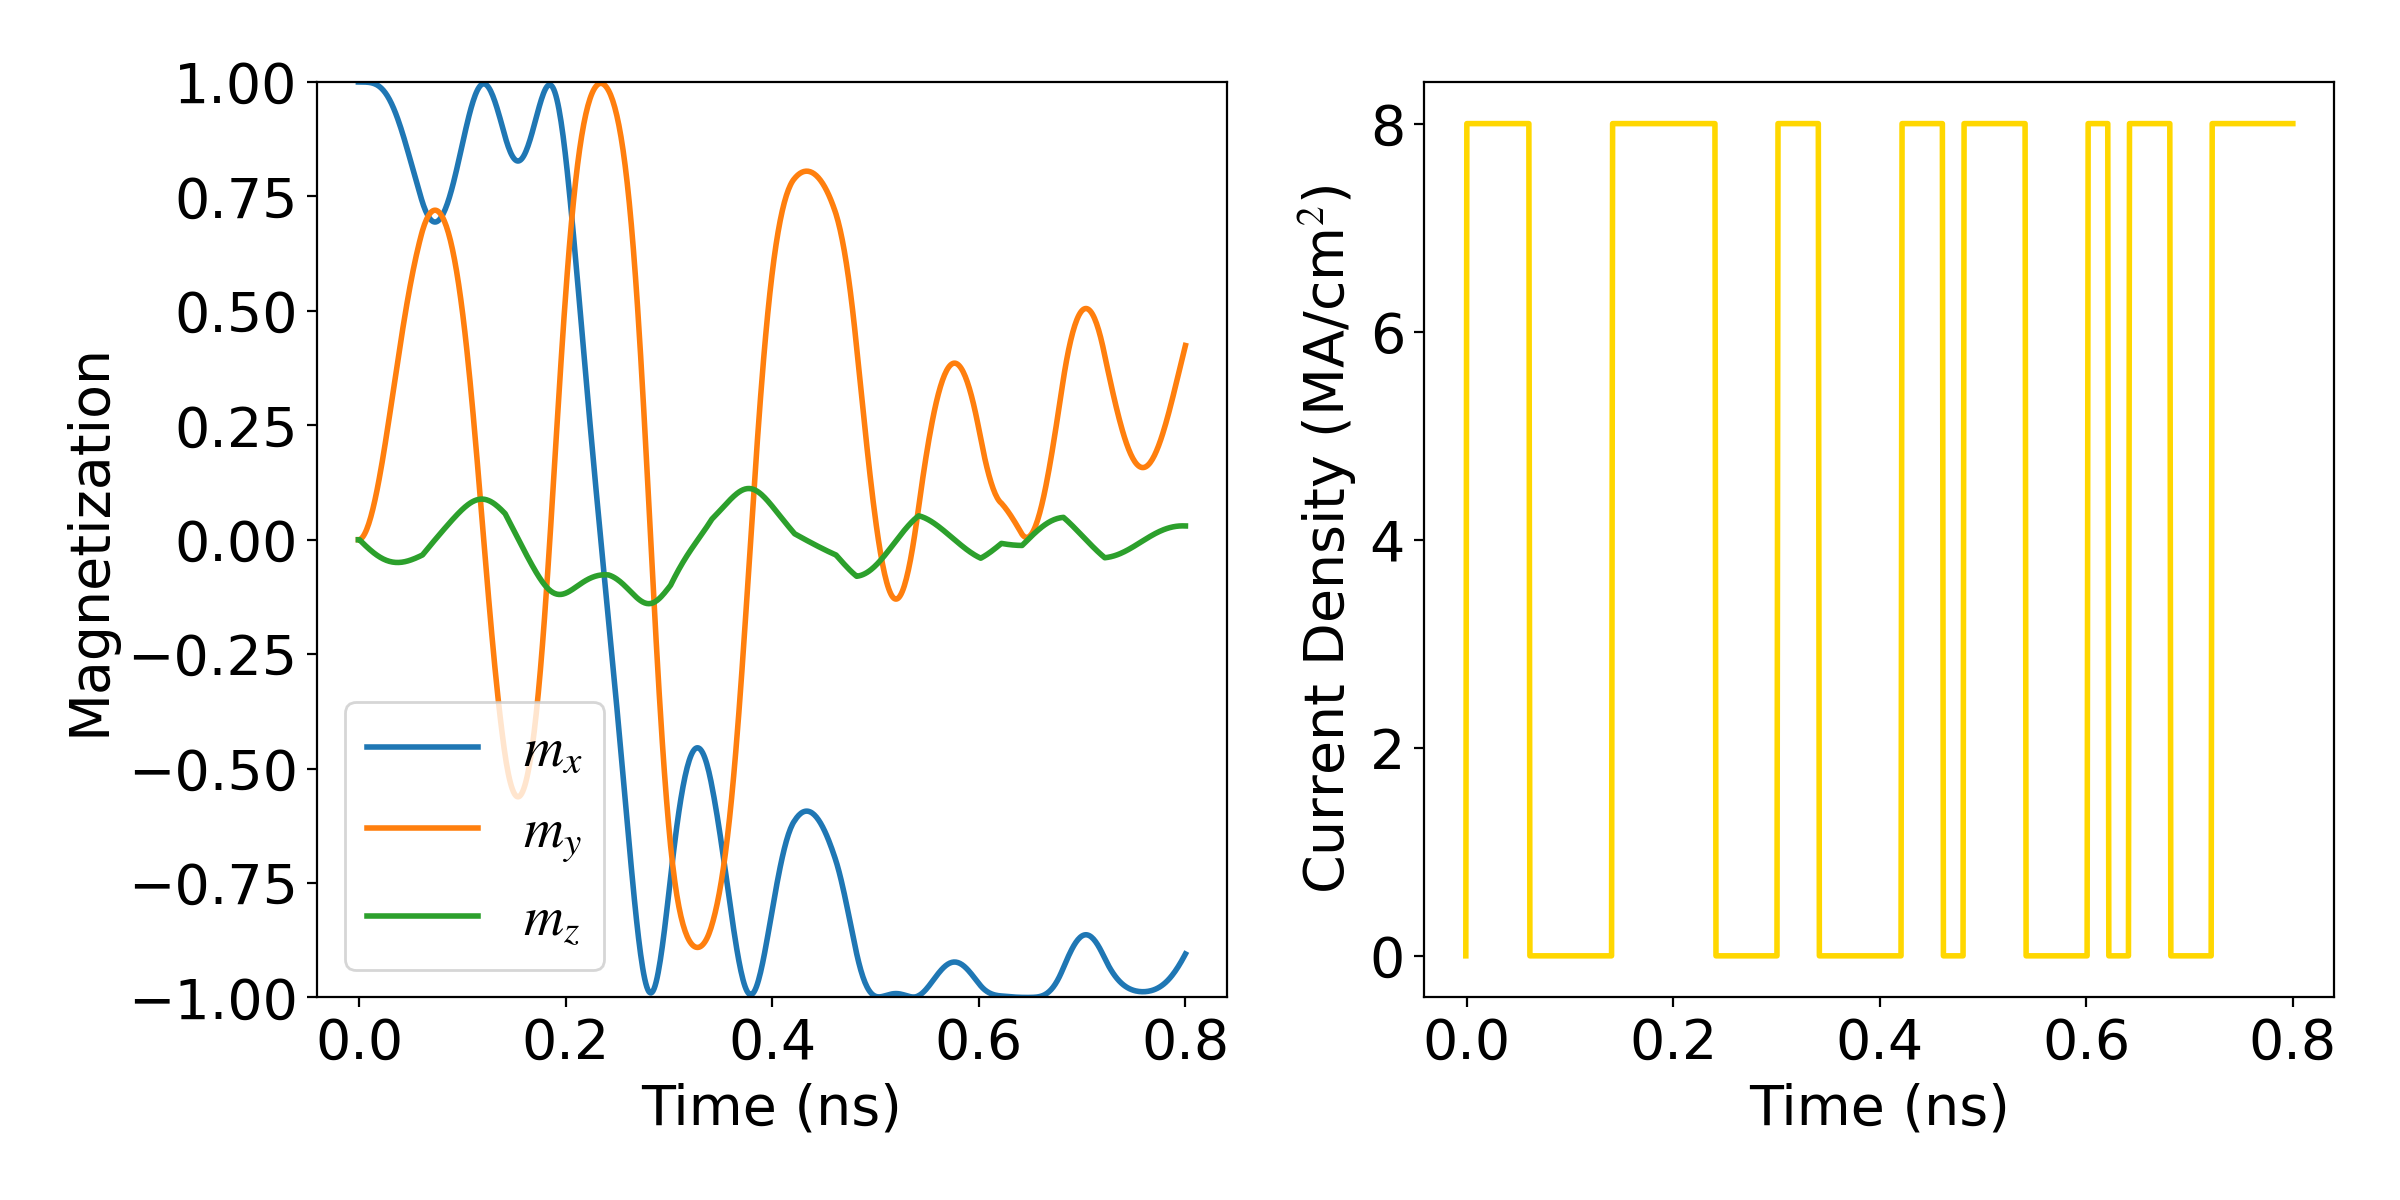 1.00
0.75
0.50
0.25
0.00
−0.25
−0.50
−0.75
−1.00
Magnetization
m_x
m_y
m_z
0.0 0.2 0.4 0.6 0.8
Time (ns)
8
6
4
2
0
Current Density (MA/cm²)
0.0 0.2 0.4 0.6 0.8
Time (ns)